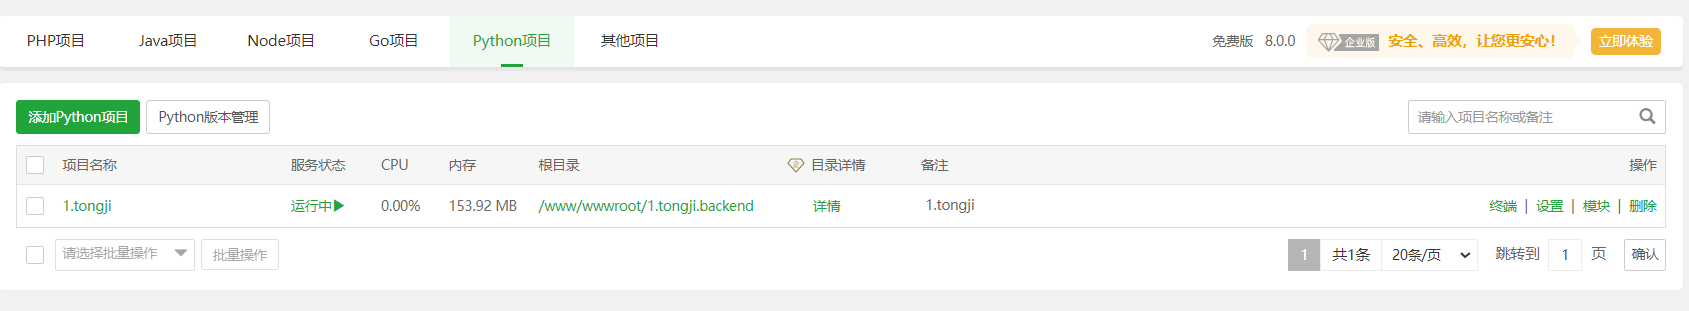 PHP项目 Java项目 Node项目 Go项目 Python项目 其他项目 免费版 8.0.0 企业版 安全、高效，让您更安心！ 立即体验
添加Python项目 Python版本管理 请输入项目名称或备注
项目名称 服务状态 CPU 内存 根目录 目录详情 备注 操作
1.tongji 运行中 0.00% 153.92 MB /www/wwwroot/1.tongji.backend 详情 1.tongji 终端 | 设置 | 模块 | 删除
请选择批量操作 批量操作 1 共1条 20条/页 跳转到 1 页 确认